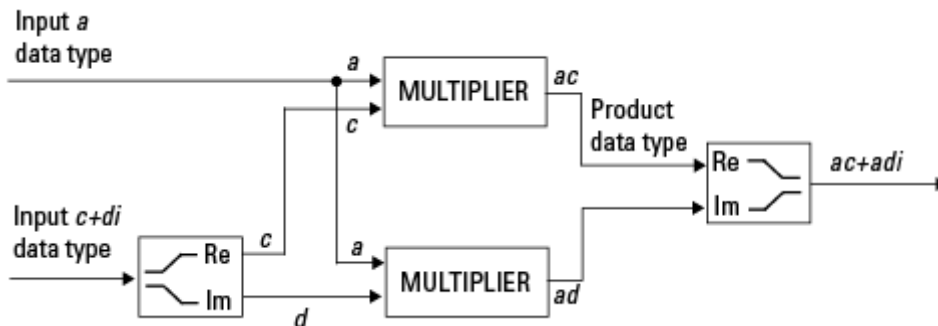 Input a
data type
a
MULTIPLIER
ac
c
Product
data type
Re
Im
ac+adi
Input c+di
data type
Re
Im
c
d
a
MULTIPLIER
ad